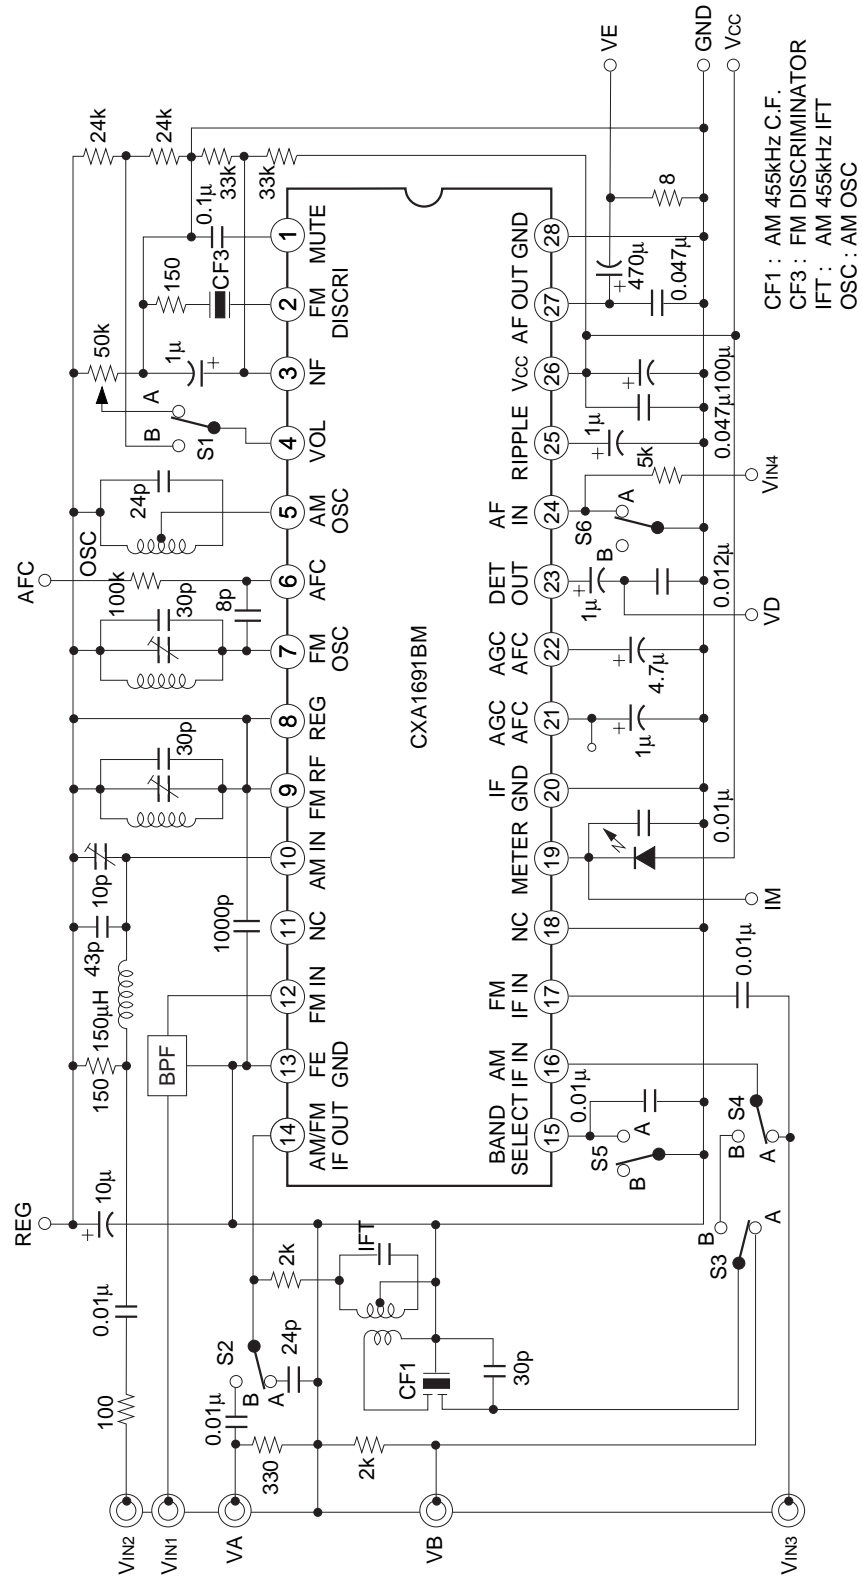 REG
AFC
VE
GND
VCC
24k
24k
33k
33k
50k
150
0.1μ
CF3
1μ
+
A
B
S1
24p
OSC
100k
30p
8p
30p
10p
43p
1000p
150μH
150
BPF
10μ
+
0.01μ
100
VIN2
VIN1
VA
VB
VIN3
0.01μ
S2
B
A
24p
330
2k
2k
IFT
CF1
30p
1
MUTE
2
FM
DISCRI
3
NF
4
VOL
5
AM
OSC
6
AFC
7
FM
OSC
8
REG
9
FM RF
10
AM IN
11
NC
12
FM IN
13
FE
GND
14
AM/FM
IF OUT
CXA1691BM
28
GND
27
AF OUT
26
VCC
25
RIPPLE
24
AF
IN
23
DET
OUT
22
AGC
AFC
21
AGC
AFC
20
IF
GND
19
METER
18
NC
17
FM
IF IN
16
AM
IF IN
15
BAND
SELECT
8
470μ
+
0.047μ
100μ
+
0.047μ
1μ
+
5k
S6
A
B
VIN4
1μ
+
0.012μ
VD
4.7μ
+
1μ
+
0.01μ
IM
0.01μ
0.01μ
S5
A
B
S4
B
A
S3
B
A
CF1 : AM 455kHz C.F.
CF3 : FM DISCRIMINATOR
IFT : AM 455kHz IFT
OSC : AM OSC